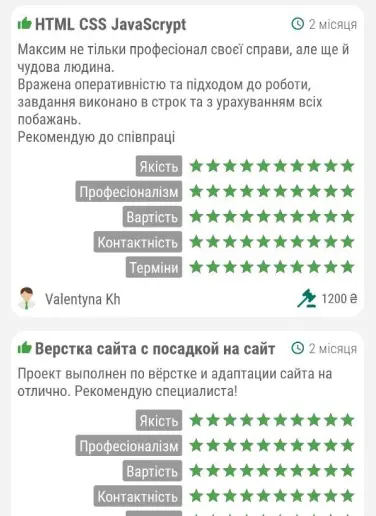 HTML CSS JavaScrypt
2 місяця
Максим не тільки професіонал своєї справи, але ще й
чудова людина.
Вражена оперативністю та підходом до роботи,
завдання виконано в строк та з урахуванням всіх
побажань.
Рекомендую до співпраці
Якість
Професіоналізм
Вартість
Контактність
Терміни
Valentyna Kh
1200 ₴
Верстка сайта с посадкой на сайт
2 місяця
Проект выполнен по вёрстке и адаптации сайта на
отлично. Рекомендую специалиста!
Якість
Професіоналізм
Вартість
Контактність